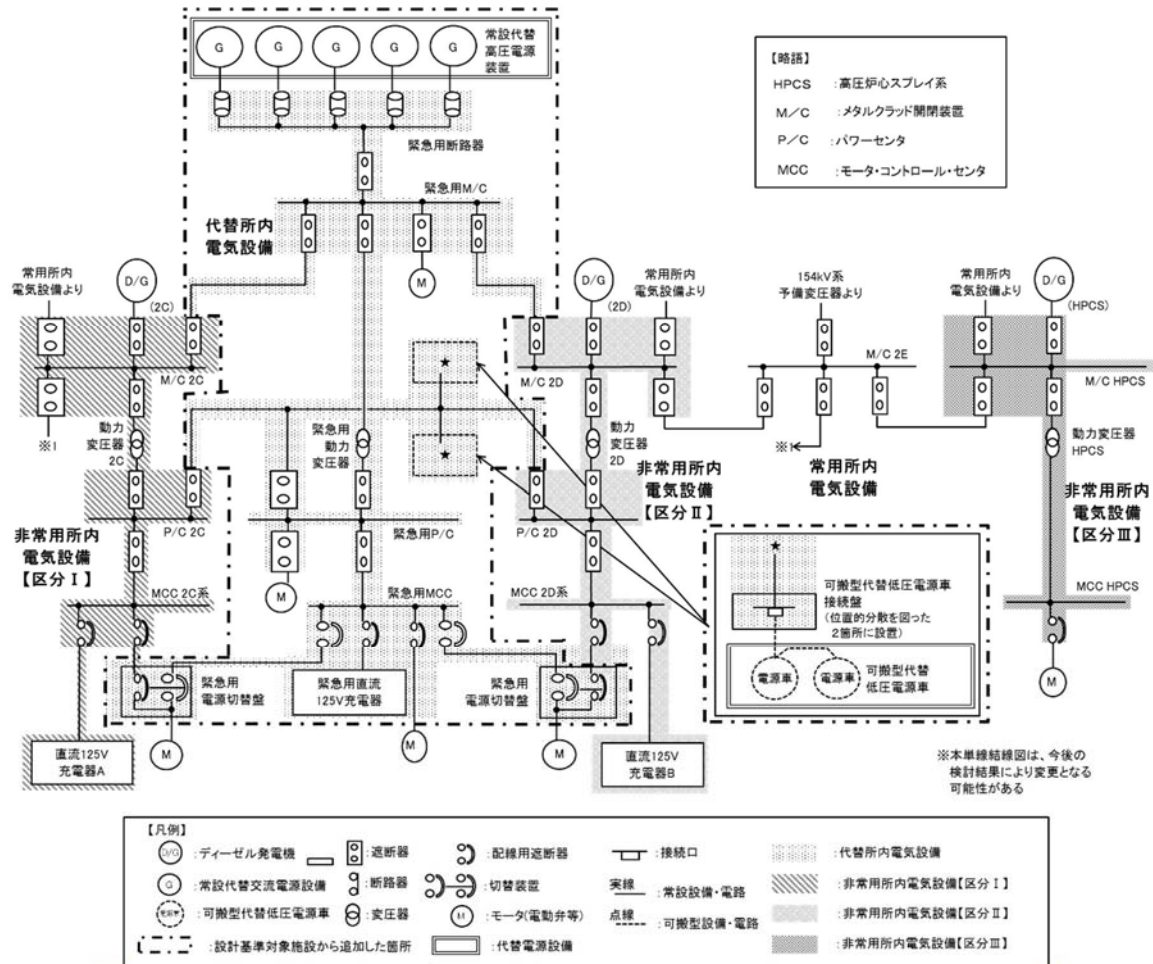 G
G
G
G
G
常設代替
高圧電源
装置
【略語】
HPCS :高圧炉心スプレイ系
M/C :メタルクラッド開閉装置
P/C :パワーセンタ
MCC :モータ・コントロール・センタ
緊急用断路器
緊急用M/C
代替所内
電気設備
M
常用所内
電気設備より
D/G
(2C)
D/G
(2D)
常用所内
電気設備より
154kV系
予備変圧器より
常用所内
電気設備より
D/G
(HPCS)
M/C 2C
M/C 2D
M/C 2E
M/C HPCS
★
※1
動力
変圧器
2C
緊急用
動力
変圧器
★
動力
変圧器
2D
※1
常用所内
電気設備
動力変圧器
HPCS
非常用所内
電気設備
【区分Ⅰ】
非常用所内
電気設備
【区分Ⅱ】
非常用所内
電気設備
【区分Ⅲ】
P/C 2C
緊急用P/C
P/C 2D
M
MCC 2C系
緊急用MCC
MCC 2D系
MCC HPCS
★
可搬型代替低圧電源車
接続盤
(位置的分散を図った
2箇所に設置)
電源車
電源車
可搬型代替
低圧電源車
緊急用
電源切替盤
緊急用直流
125V充電器
緊急用
電源切替盤
M
M
M
M
直流125V
充電器A
直流125V
充電器B
※本単線結線図は、今後の
検討結果により変更となる
可能性がある
【凡例】
D/G :ディーゼル発電機
:遮断器
:配線用遮断器
:接続口
:代替所内電気設備
G :常設代替交流電源設備
:断路器
:切替装置
実線 :常設設備・電路
:非常用所内電気設備【区分Ⅰ】
電源車 :可搬型代替低圧電源車
:変圧器
M :モータ(電動弁等)
点線 :可搬型設備・電路
:非常用所内電気設備【区分Ⅱ】
:設計基準対象施設から追加した箇所
:代替電源設備
:非常用所内電気設備【区分Ⅲ】